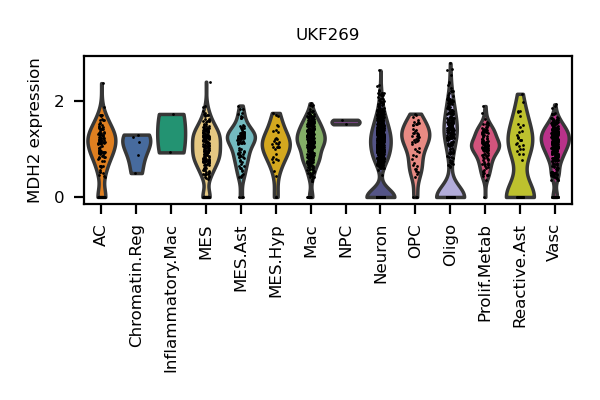 UKF269
MDH2 expression
2
0
AC
Chromatin.Reg
Inflammatory.Mac
MES
MES.Ast
MES.Hyp
Mac
NPC
Neuron
OPC
Oligo
Prolif.Metab
Reactive.Ast
Vasc